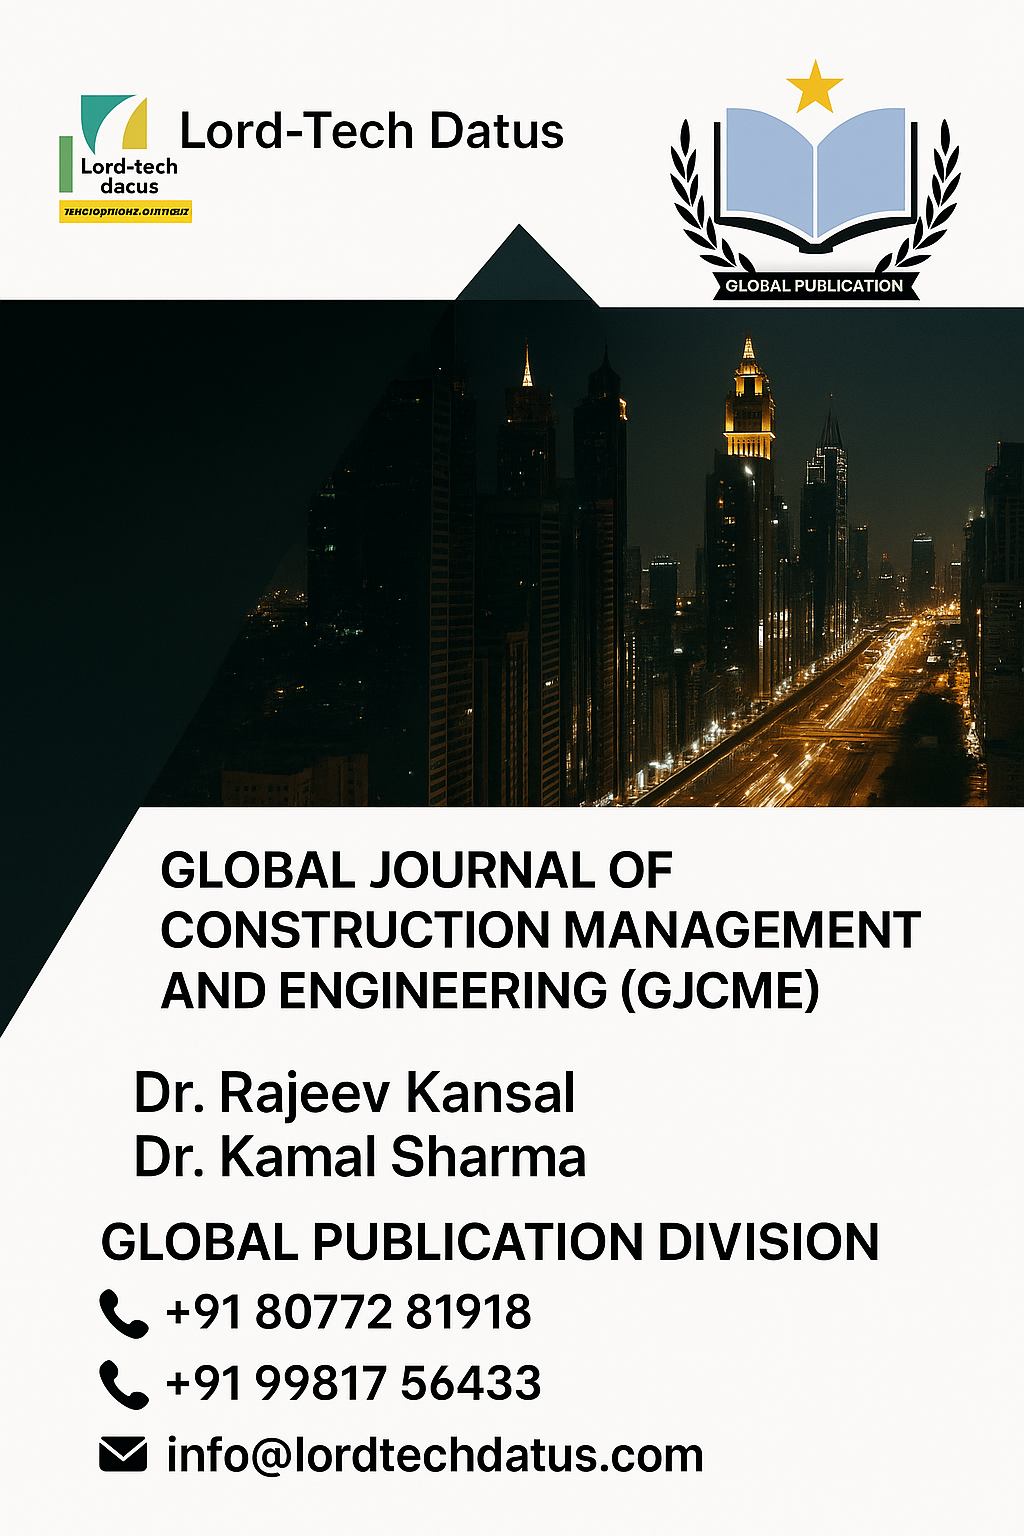 Lord-Tech Datus
Lord-tech
dacus
GLOBAL PUBLICATION
GLOBAL JOURNAL OF
CONSTRUCTION MANAGEMENT
AND ENGINEERING (GJCME)
Dr. Rajeev Kansal
Dr. Kamal Sharma
GLOBAL PUBLICATION DIVISION
+91 80772 81918
+91 99817 56433
info@lordtechdatus.com